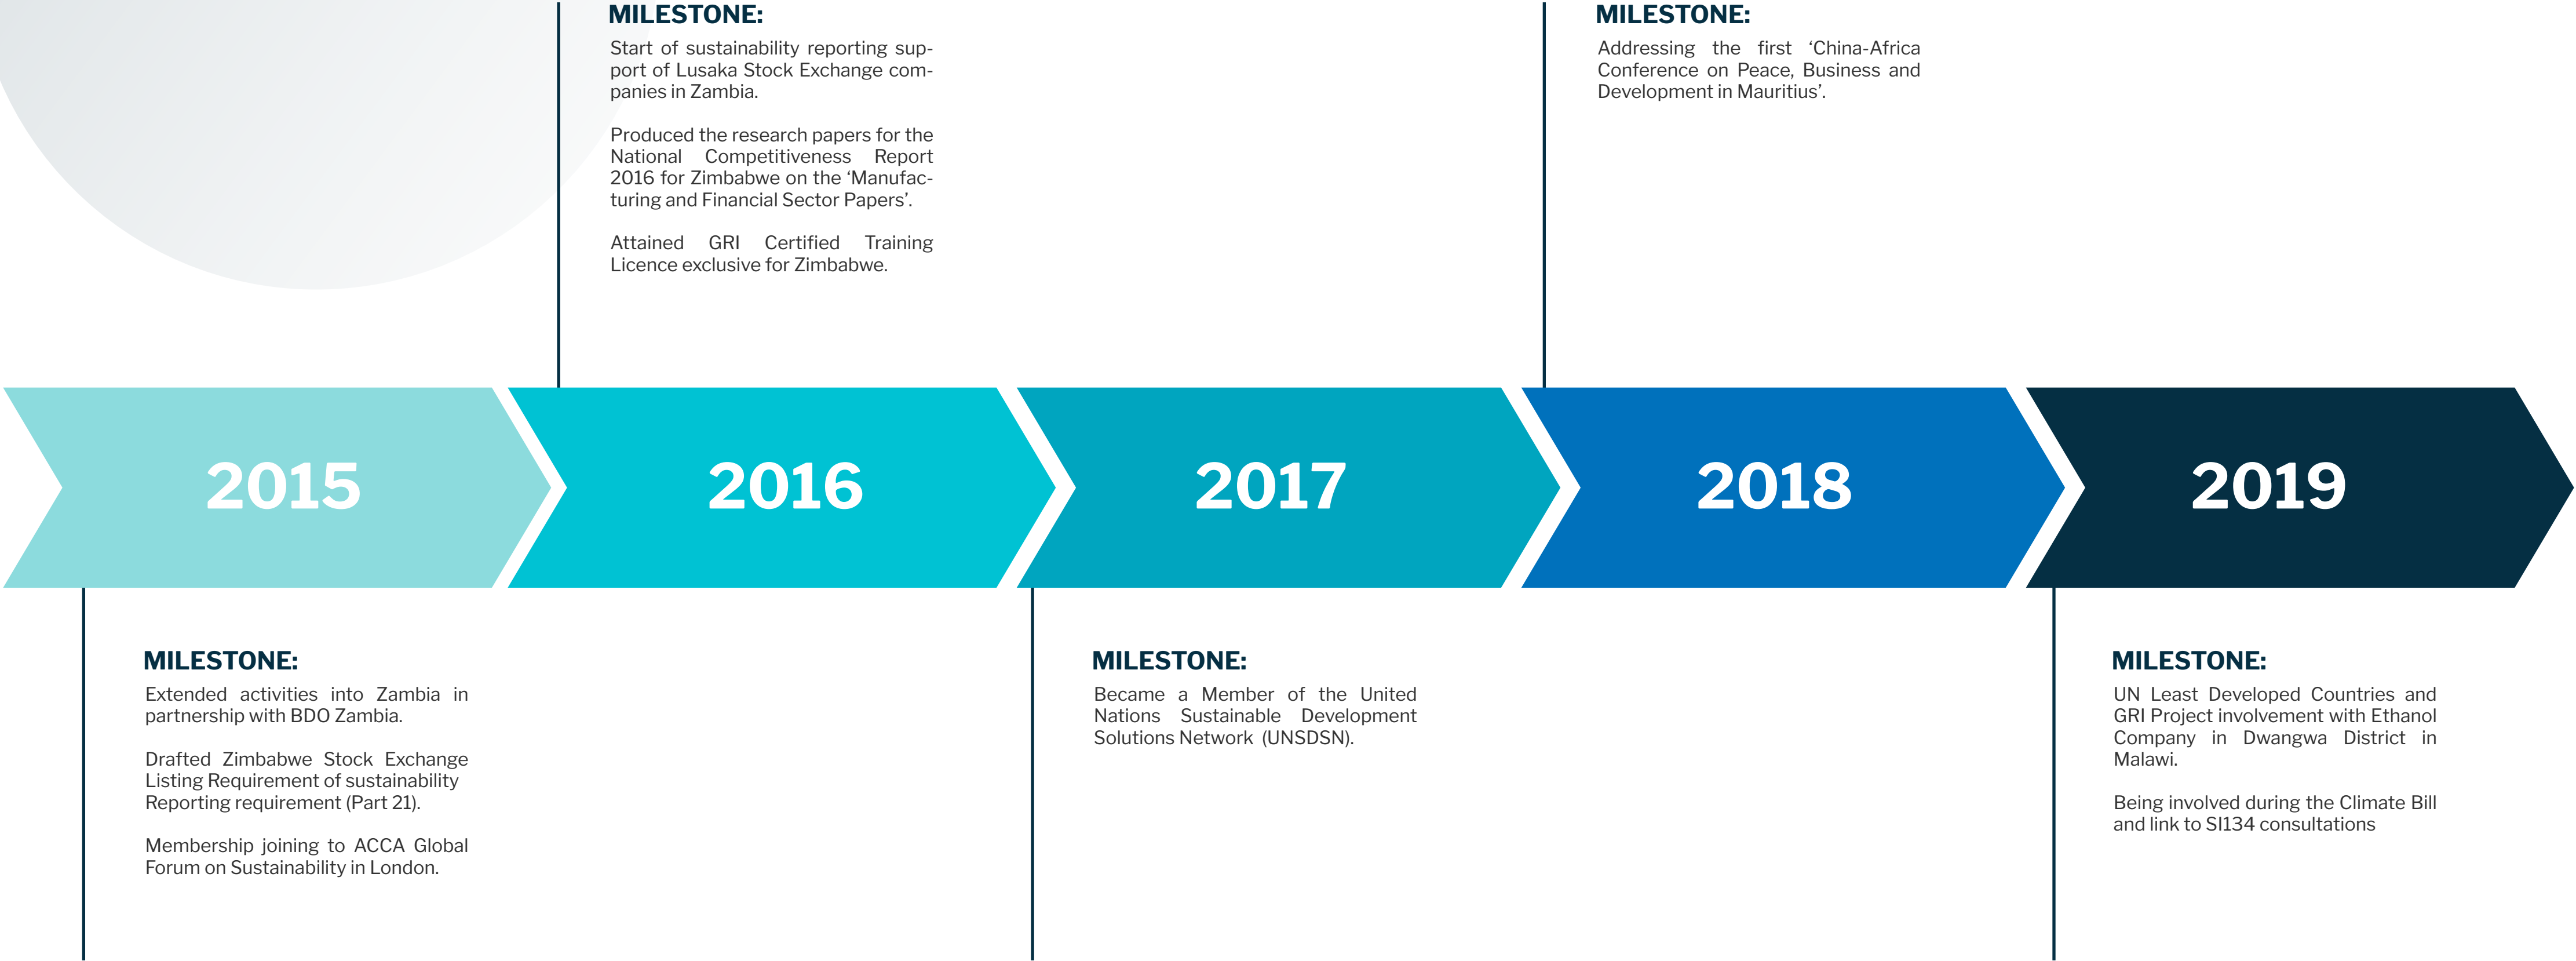 MILESTONE:
Start of sustainability reporting sup-
port of Lusaka Stock Exchange com-
panies in Zambia.
Produced the research papers for the
National Competitiveness Report
2016 for Zimbabwe on the ‘Manufac-
turing and Financial Sector Papers’.
Attained GRI Certified Training
Licence exclusive for Zimbabwe.
MILESTONE:
Addressing the first ‘China-Africa
Conference on Peace, Business and
Development in Mauritius’.
2015
2016
2017
2018
2019
MILESTONE:
Extended activities into Zambia in
partnership with BDO Zambia.
Drafted Zimbabwe Stock Exchange
Listing Requirement of sustainability
Reporting requirement (Part 21).
Membership joining to ACCA Global
Forum on Sustainability in London.
MILESTONE:
Became a Member of the United
Nations Sustainable Development
Solutions Network (UNSDSN).
MILESTONE:
UN Least Developed Countries and
GRI Project involvement with Ethanol
Company in Dwangwa District in
Malawi.
Being involved during the Climate Bill
and link to SI134 consultations